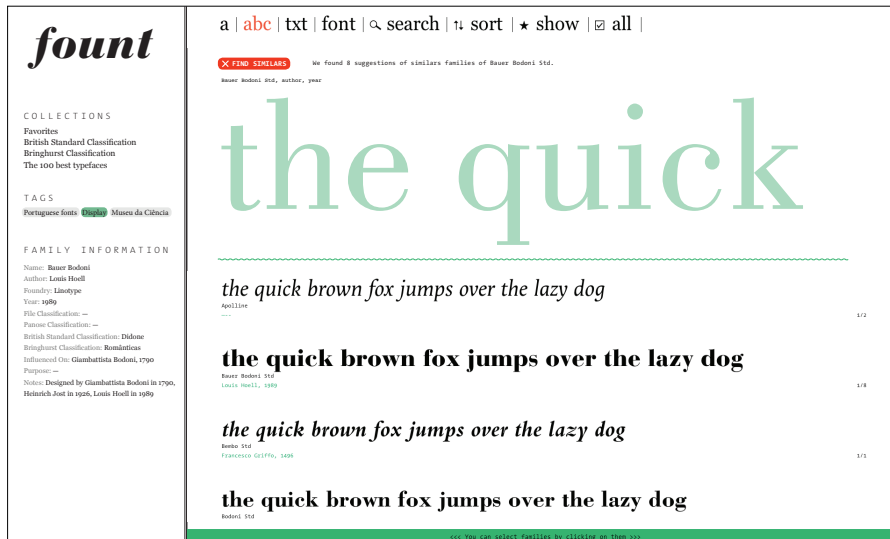 fount
COLLECTIONS
Favorites
British Standard Classification
Bringhurst Classification
The 100 best typefaces
TAGS
Portuguese fonts Display Museu da Ciência
FAMILY INFORMATION
Name: Bauer Bodoni
Author: Louis Hoell
Foundry: Linotype
Year: 1989
File Classification: —
Panose Classification: —
British Standard Classification: Didone
Bringhurst Classification: Românticas
Influenced On: Giambattista Bodoni, 1790
Purpose: —
Notes: Designed by Giambattista Bodoni in 1790,
Heinrich Jost in 1926, Louis Hoell in 1989
a | abc | txt | font | search | sort | ★ show | all |
FIND SIMILARS We found 8 suggestions of similars families of Bauer Bodoni Std.
Bauer Bodoni Std, author, year
the quick
the quick brown fox jumps over the lazy dog
Apolline
1/2
the quick brown fox jumps over the lazy dog
Bauer Bodoni Std
Louis Hoell, 1989 1/8
the quick brown fox jumps over the lazy dog
Bembo Std
Francesco Griffo, 1496 1/1
the quick brown fox jumps over the lazy dog
Bodoni Std
<<< You can select families by clicking on them >>>